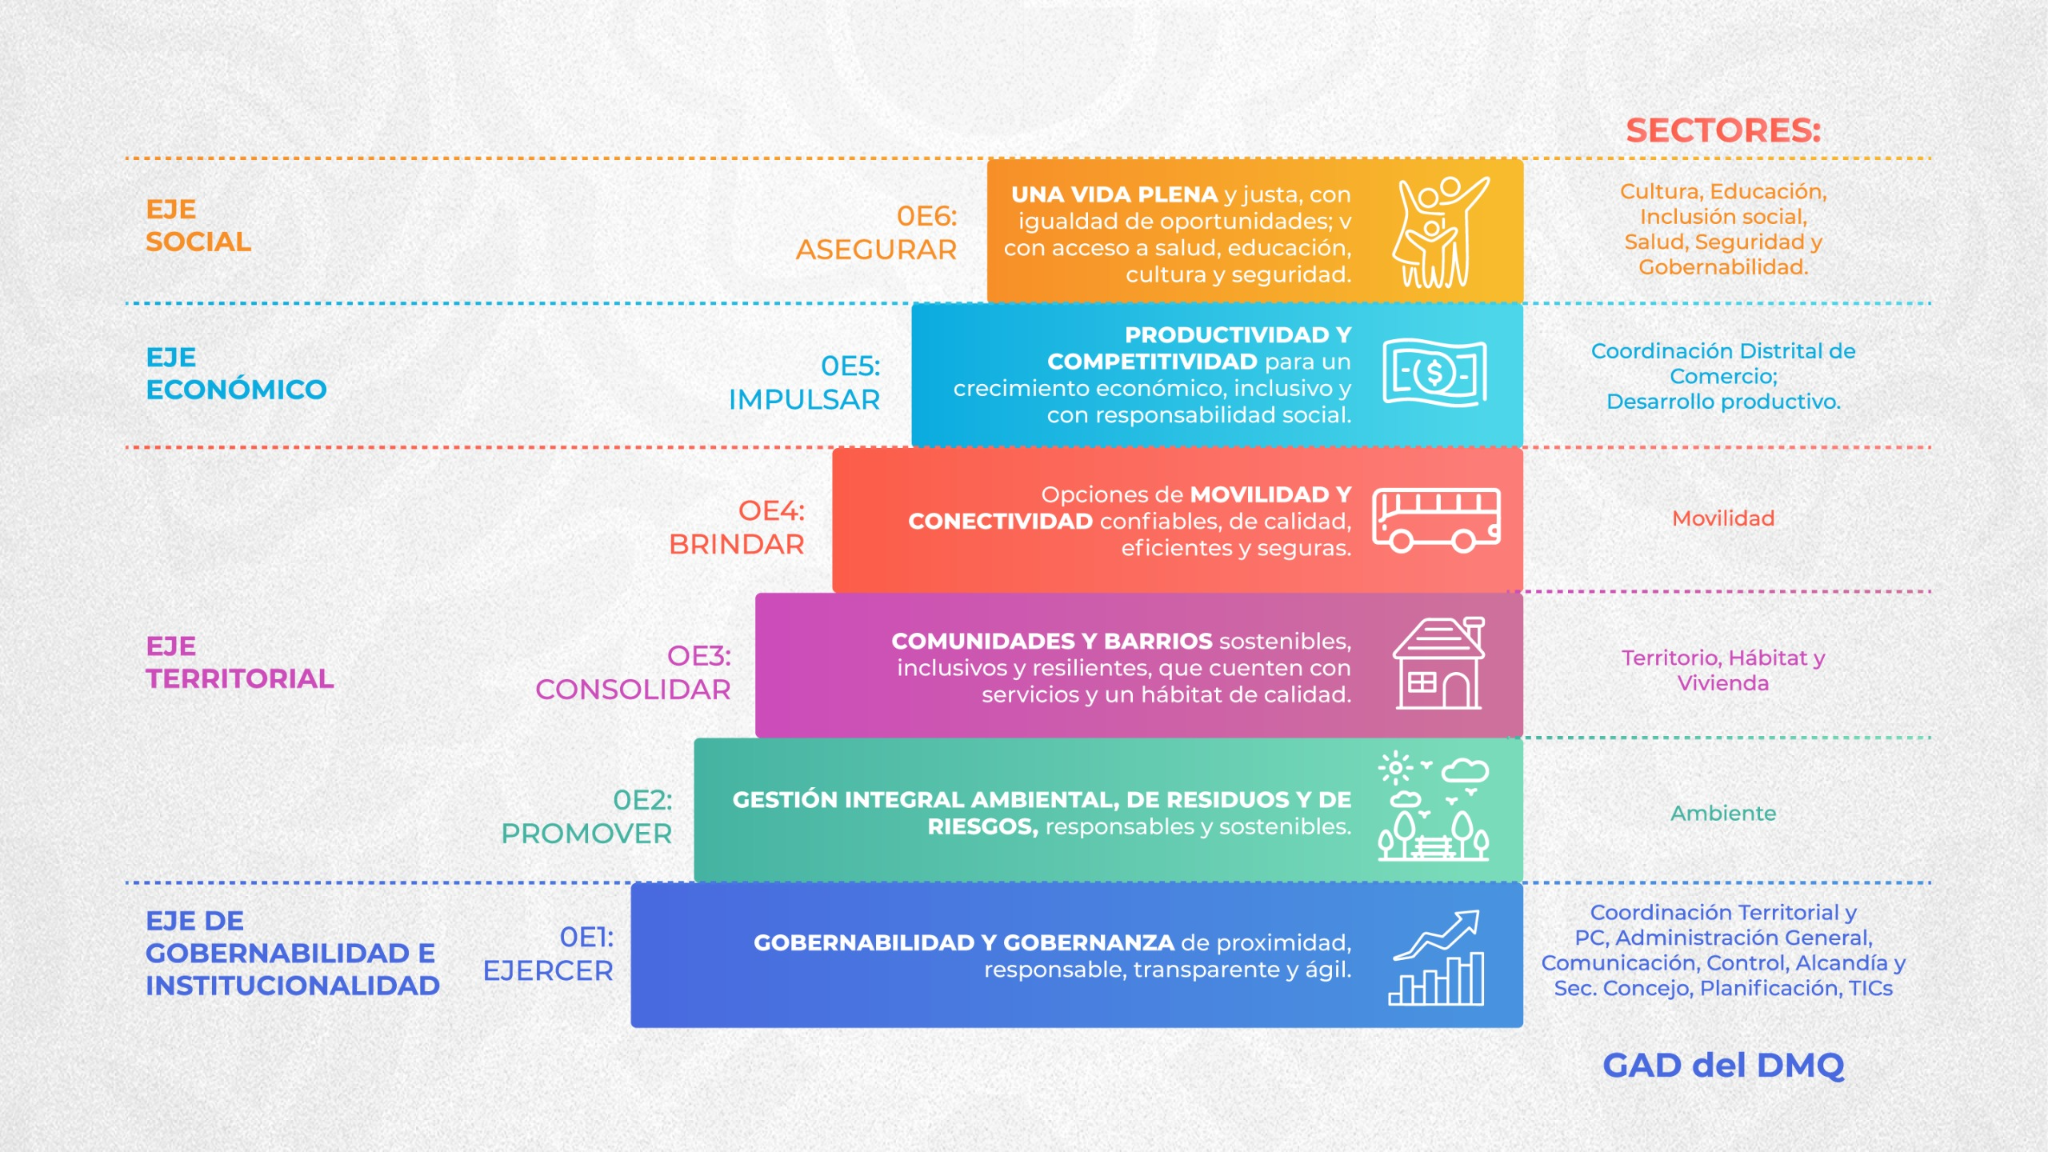 SECTORES:
EJE
SOCIAL
0E6:
ASEGURAR
UNA VIDA PLENA y justa, con
igualdad de oportunidades; v
con acceso a salud, educación,
cultura y seguridad.
Cultura, Educación,
Inclusión social,
Salud, Seguridad y
Gobernabilidad.
EJE
ECONÓMICO
0E5:
IMPULSAR
PRODUCTIVIDAD Y
COMPETITIVIDAD para un
crecimiento económico, inclusivo y
con responsabilidad social.
Coordinación Distrital de
Comercio;
Desarrollo productivo.
OE4:
BRINDAR
Opciones de MOVILIDAD Y
CONECTIVIDAD confiables, de calidad,
eficientes y seguras.
Movilidad
EJE
TERRITORIAL
OE3:
CONSOLIDAR
COMUNIDADES Y BARRIOS sostenibles,
inclusivos y resilientes, que cuenten con
servicios y un hábitat de calidad.
Territorio, Hábitat y
Vivienda
0E2:
PROMOVER
GESTIÓN INTEGRAL AMBIENTAL, DE RESIDUOS Y DE
RIESGOS, responsables y sostenibles.
Ambiente
EJE DE
GOBERNABILIDAD E
INSTITUCIONALIDAD
0E1:
EJERCER
GOBERNABILIDAD Y GOBERNANZA de proximidad,
responsable, transparente y ágil.
Coordinación Territorial y
PC, Administración General,
Comunicación, Control, Alcandía y
Sec. Concejo, Planificación, TICs
GAD del DMQ